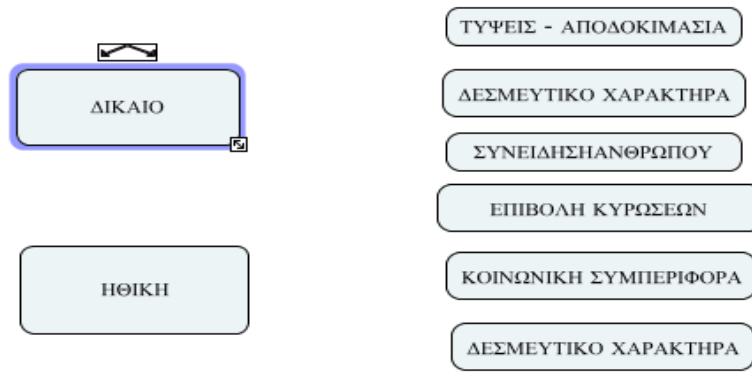 ΔΙΚΑΙΟ
ΗΘΙΚΗ
ΤΥΨΕΙΣ - ΑΠΟΔΟΚΙΜΑΣΙΑ
ΔΕΣΜΕΥΤΙΚΟ ΧΑΡΑΚΤΗΡΑ
ΣΥΝΕΙΔΗΣΗΑΝΘΡΩΠΟΥ
ΕΠΙΒΟΛΗ ΚΥΡΩΣΕΩΝ
ΚΟΙΝΩΝΙΚΗ ΣΥΜΠΕΡΙΦΟΡΑ
ΔΕΣΜΕΥΤΙΚΟ ΧΑΡΑΚΤΗΡΑ